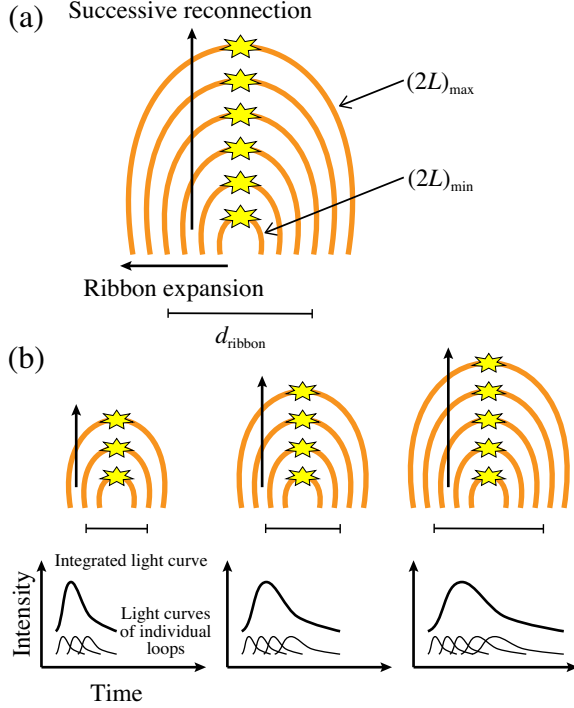 (a)
Successive reconnection
(2L)max
(2L)min
Ribbon expansion
dribbon
(b)
Integrated light curve
Light curves
of individual
loops
Intensity
Time